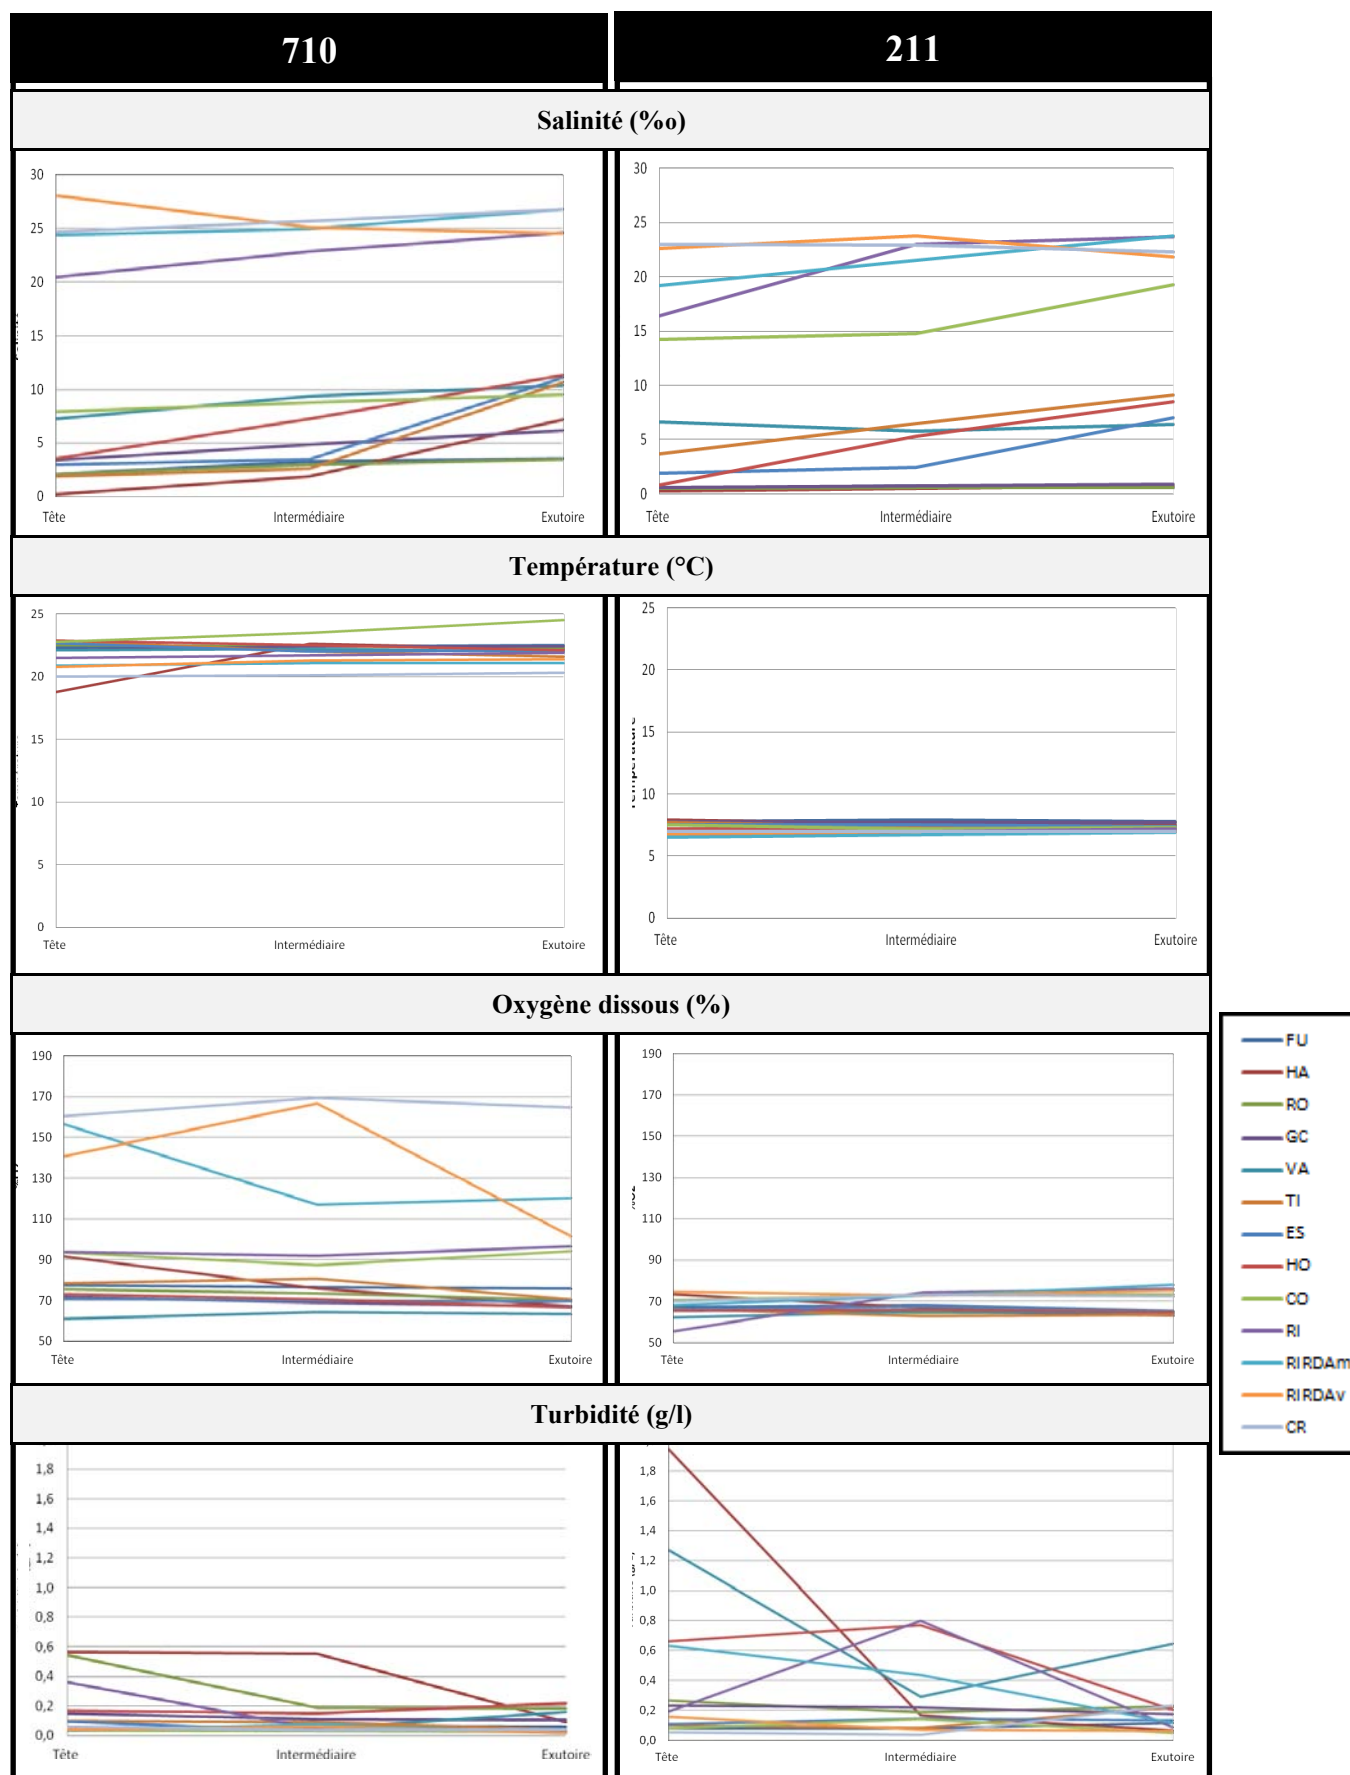 710
211
Salinité (‰)
30
25
20
15
10
5
0
Tête Intermédiaire Exutoire
30
25
20
15
10
5
0
Tête Intermédiaire Exutoire
Température (°C)
25
20
15
10
5
0
Tête Intermédiaire Exutoire
25
20
15
10
5
0
Température
Tête Intermédiaire Exutoire
Oxygène dissous (%)
190
170
150
130
110
90
70
50
Tête Intermédiaire Exutoire
190
170
150
130
110
90
70
50
Tête Intermédiaire Exutoire
FU
HA
RO
GC
VA
TI
ES
HO
CO
RI
RIRDAm
RIRDAv
CR
Turbidité (g/l)
1,8
1,6
1,4
1,2
1,0
0,8
0,6
0,4
0,2
0,0
Tête Intermédiaire Exutoire
1,8
1,6
1,4
1,2
1,0
0,8
0,6
0,4
0,2
0,0
Tête Intermédiaire Exutoire